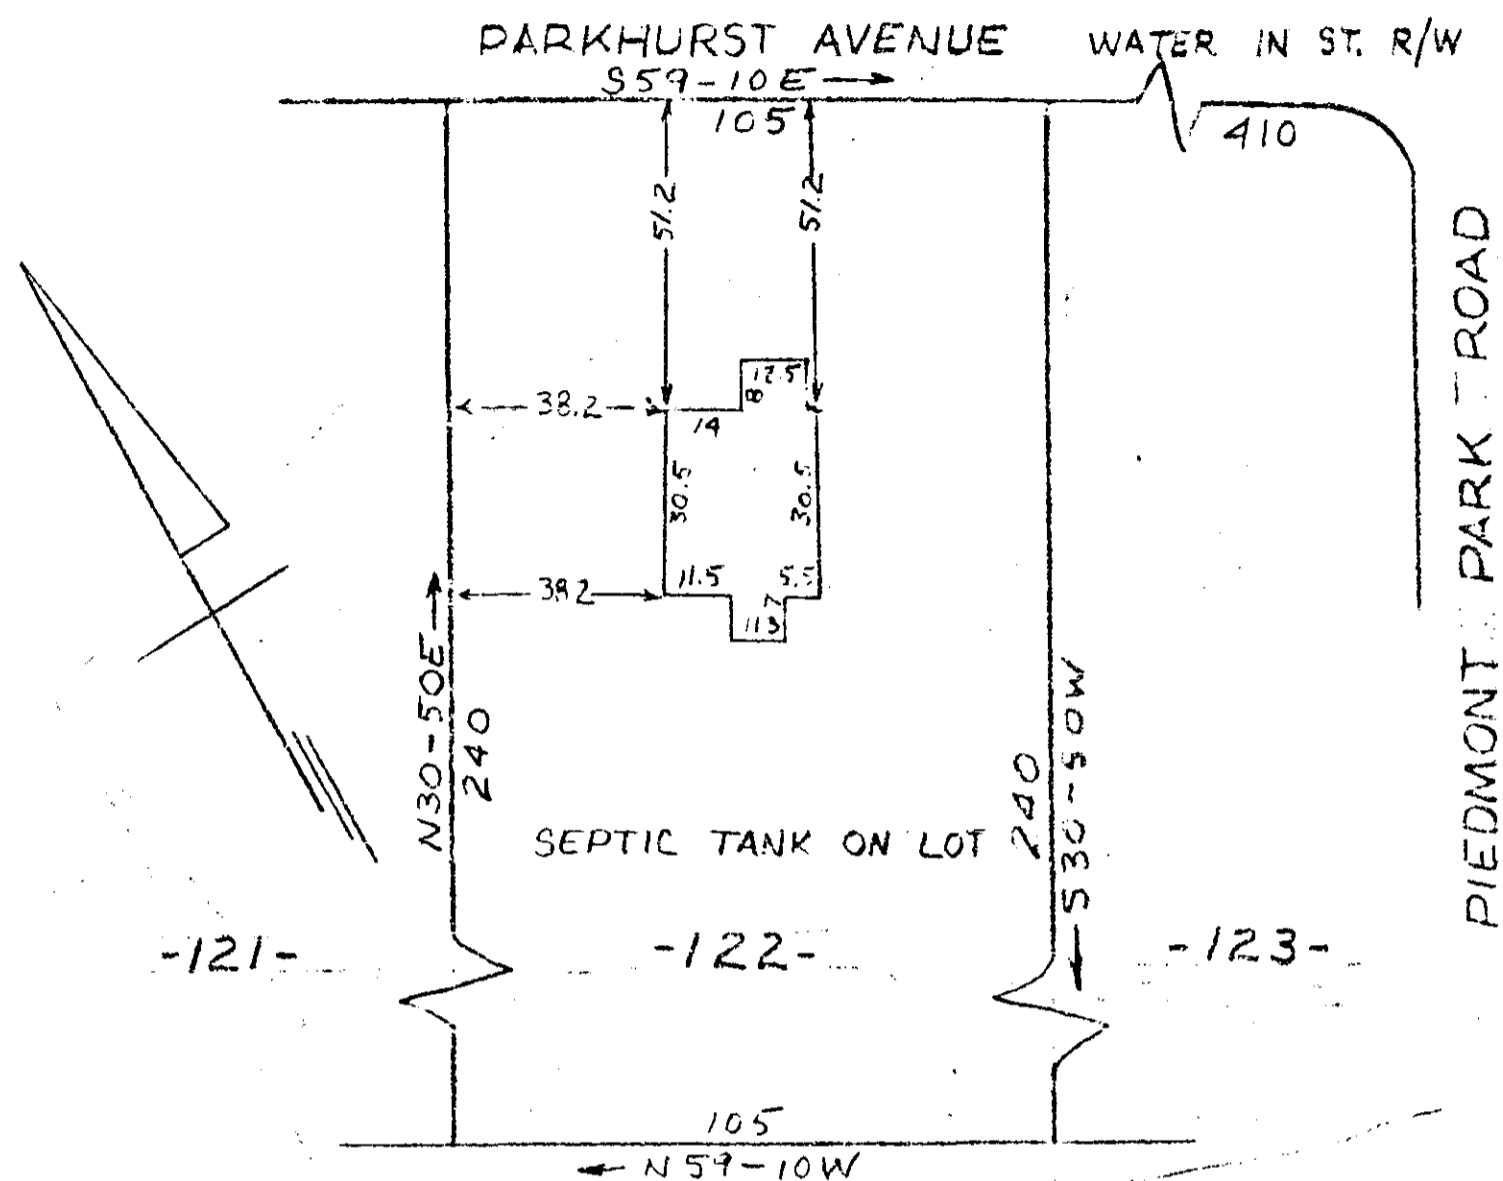 PARKHURST AVENUE
WATER IN ST. R/W
S59-10E
105
410
51.2
51.2
PIEDMONT PARK ROAD
12.5
8
38.2
14
30.5
30.5
11.5
5.5
38.2
7
113
N30-50E
240
240
S30-50W
SEPTIC TANK ON LOT
-121-
-122-
-123-
105
N59-10W